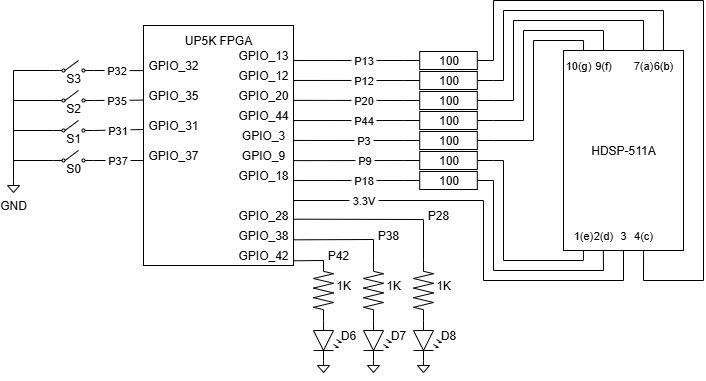 UP5K FPGA
S3 P32 GPIO_32
S2 P35 GPIO_35
S1 P31 GPIO_31
S0 P37 GPIO_37
GND
GPIO_13 P13 100
GPIO_12 P12 100
GPIO_20 P20 100
GPIO_44 P44 100
GPIO_3 P3 100
GPIO_9 P9 100
GPIO_18 P18 100
3.3V
GPIO_28 P28
GPIO_38 P38
GPIO_42 P42
1K 1K 1K
D6 D7 D8
10(g) 9(f) 7(a) 6(b)
HDSP-511A
1(e) 2(d) 3 4(c)